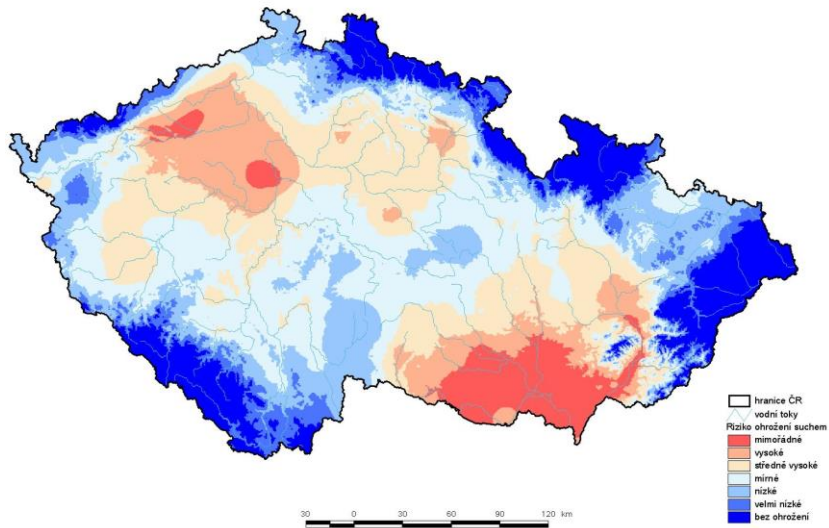 hranice ČR
vodní toky
Riziko ohrožení suchem
mimořádné
vysoké
středně vysoké
mírné
nízké
velmi nízké
bez ohrožení
30 0 30 60 90 120 km